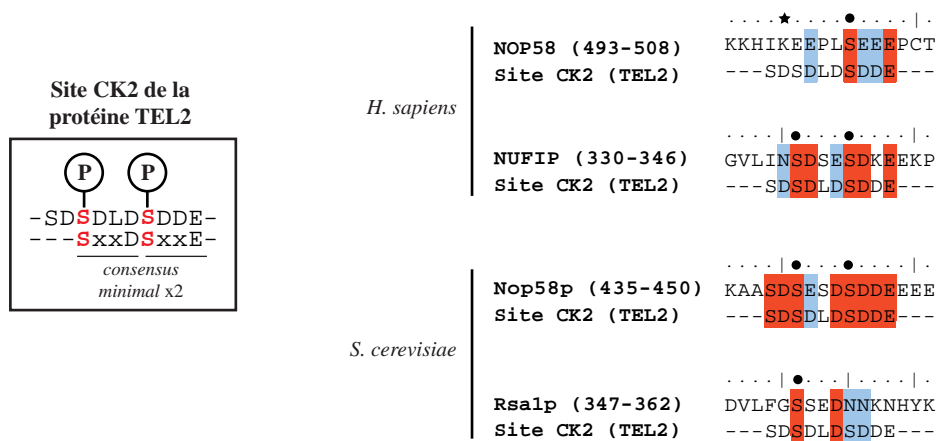 Site CK2 de la
protéine TEL2
P P
-SDSDLDSDDE-
---SxxDSxxE-
consensus
minimal x2
H. sapiens
. . . . ★ . . . . ● . . . . | .
NOP58 (493-508) KKHIKEEPLSEEEPCT
Site CK2 (TEL2) ---SDSDLDSDDE---
. . . . | ● . . . ● . . . . | .
NUFIP (330-346) GVLINSDSESDKEEKP
Site CK2 (TEL2) ---SDSDLDSDDE---
S. cerevisiae
. . . . | ● . . . ● . . . . | .
Nop58p (435-450) KAASDSESDSDDEEEE
Site CK2 (TEL2) ---SDSDLDSDDE---
. . . . | ● . . . | . . . . | .
Rsa1p (347-362) DVLFGSSEDNNKNHYK
Site CK2 (TEL2) ---SDSDLDSDDE---